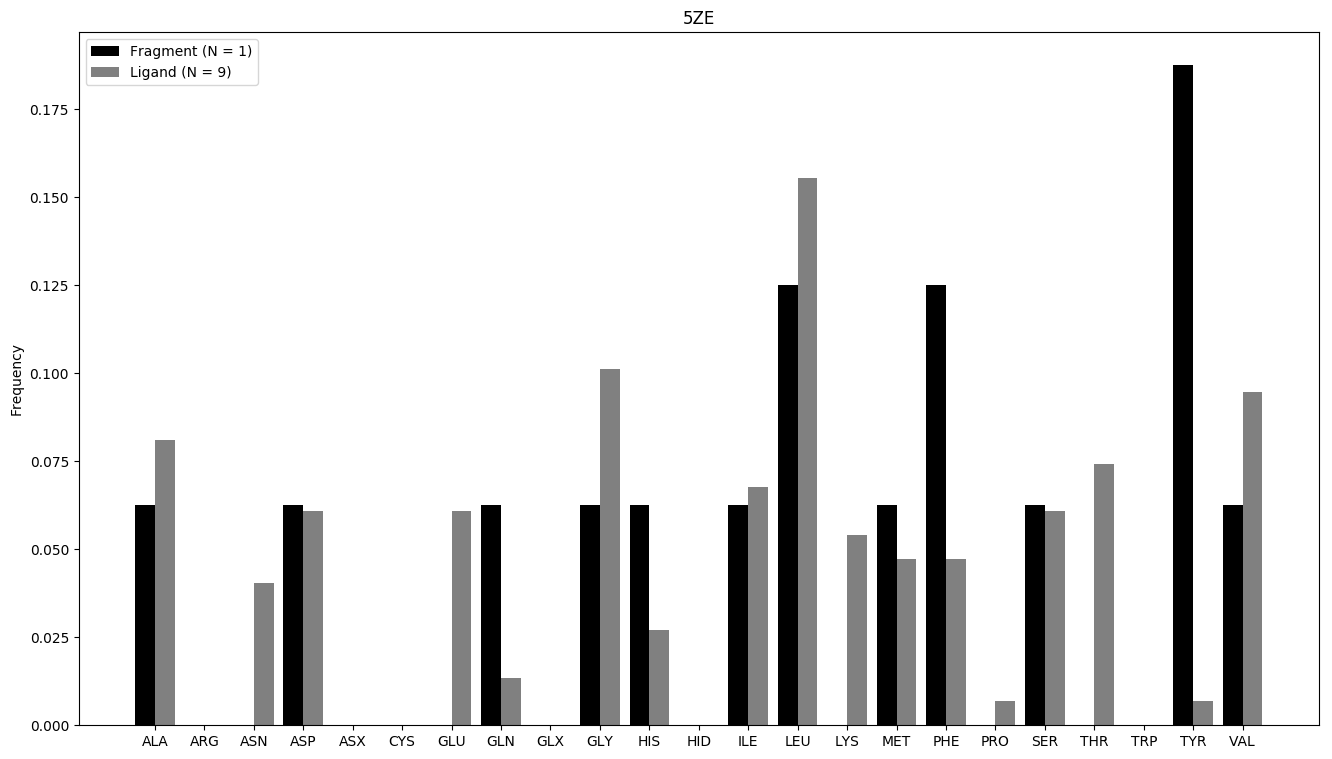 5ZE
Fragment (N = 1)
Ligand (N = 9)
Frequency
0.175
0.150
0.125
0.100
0.075
0.050
0.025
0.000
ALA ARG ASN ASP ASX CYS GLU GLN GLX GLY HIS HID ILE LEU LYS MET PHE PRO SER THR TRP TYR VAL